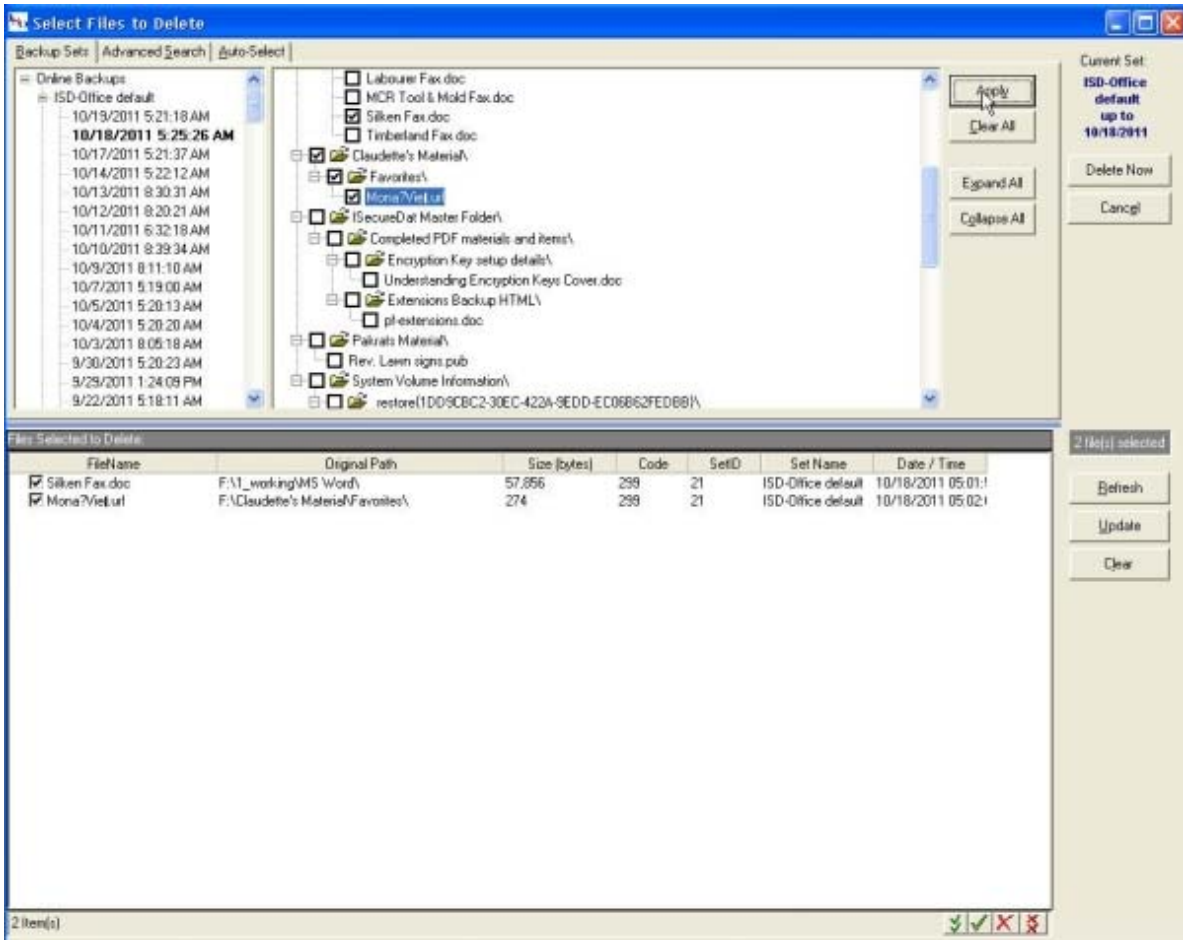 Select Files to Delete
Backup Sets Advanced Search Auto-Select
Online Backups
ISD-Office default
10/19/2011 5:21:18 AM
10/18/2011 5:25:26 AM
10/17/2011 5:21:37 AM
10/14/2011 5:22:12 AM
10/13/2011 8:30:31 AM
10/12/2011 8:20:21 AM
10/11/2011 6:32:18 AM
10/10/2011 8:39:34 AM
10/9/2011 8:11:10 AM
10/7/2011 5:19:00 AM
10/5/2011 5:20:13 AM
10/4/2011 5:20:20 AM
10/3/2011 8:05:18 AM
9/30/2011 5:20:23 AM
9/29/2011 1:24:09 PM
9/22/2011 5:18:11 AM
Labourer Fax.doc
MCR Tool & Mold Fax.doc
Silken Fax.doc
Timberland Fax.doc
Claudette's Material\
Favorites\
Mona?Viet.url
ISecureDat Master Folder\
Completed PDF materials and items\
Encryption Key setup details\
Understanding Encryption Keys Cover.doc
Extensions Backup HTML\
pf-extensions.doc
Pakrats Material\
Rev. Lawn signs.pub
System Volume Information\
restore{1DD9CBC2-30EC-422A-9EDD-EC06B62FEDBB}\
Apply
Clear All
Expand All
Collapse All
Current Set:
ISD-Office
default
up to
10/18/2011
Delete Now
Cancel
Files Selected to Delete:
2 file(s) selected
FileName Original Path Size (bytes) Code SetID Set Name Date / Time
Silken Fax.doc F:\1_working\MS Word\ 57,856 299 21 ISD-Office default 10/18/2011 05:01:
Mona?Viet.url F:\Claudette's Material\Favorites\ 274 299 21 ISD-Office default 10/18/2011 05:02:
Refresh
Update
Clear
2 Item(s)